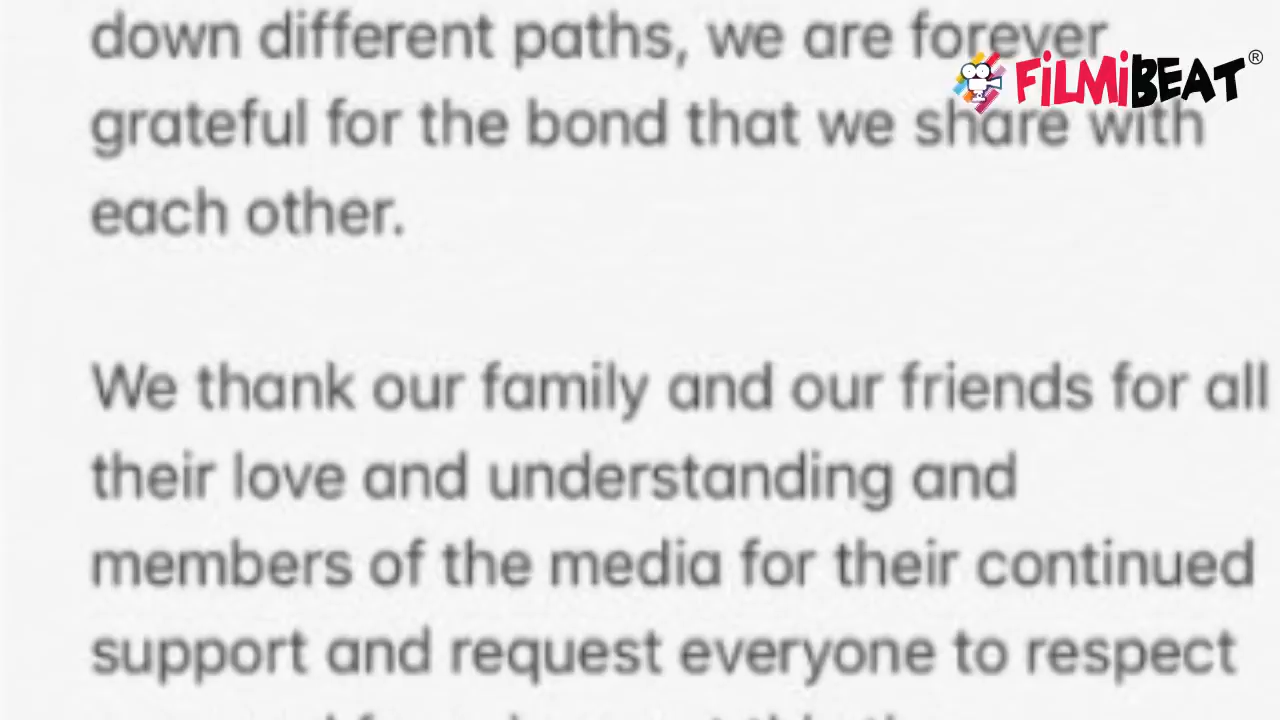 down different paths, we are forever
FiLMiBEAT®
grateful for the bond that we share with
each other.
We thank our family and our friends for all
their love and understanding and
members of the media for their continued
support and request everyone to respect